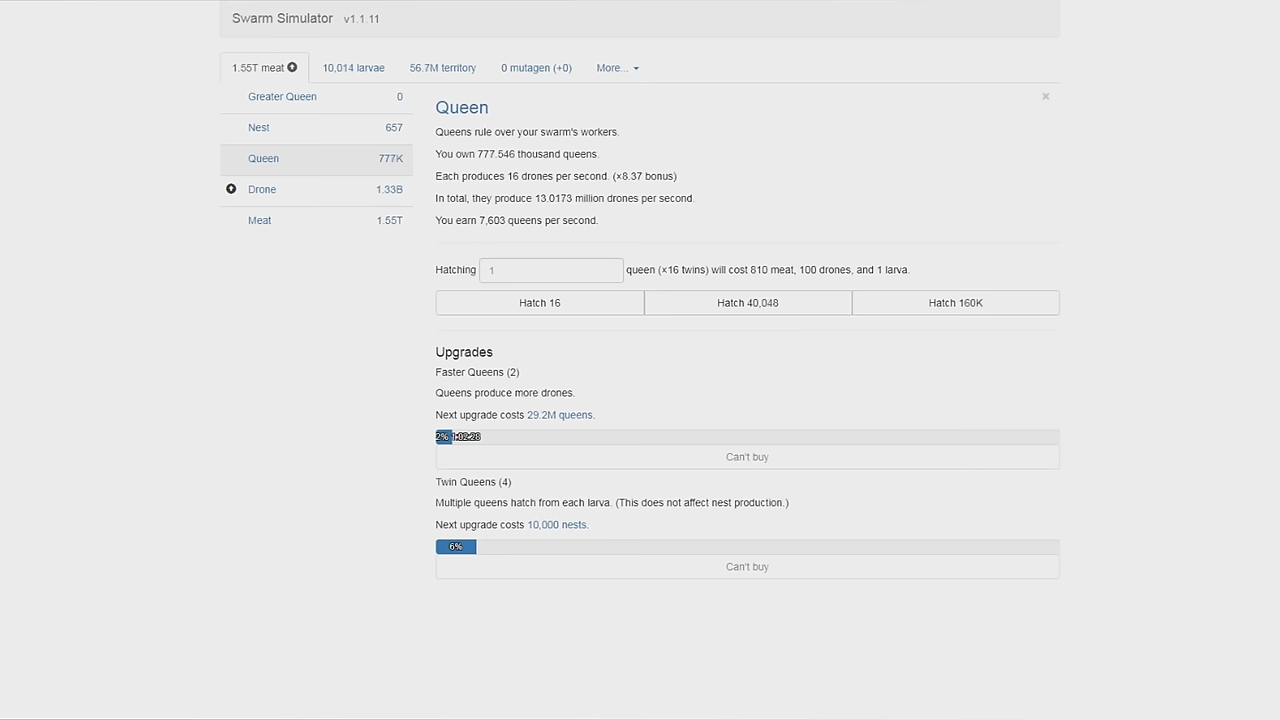 Swarm Simulator v1.1.11
1.55T meat 10,014 larvae 56.7M territory 0 mutagen (+0) More...
Greater Queen 0
Nest 657
Queen 777K
Drone 1.33B
Meat 1.55T
×
Queen
Queens rule over your swarm's workers.
You own 777.546 thousand queens.
Each produces 16 drones per second. (×8.37 bonus)
In total, they produce 13.0173 million drones per second.
You earn 7,603 queens per second.
Hatching 1 queen (×16 twins) will cost 810 meat, 100 drones, and 1 larva.
Hatch 16 Hatch 40,048 Hatch 160K
Upgrades
Faster Queens (2)
Queens produce more drones.
Next upgrade costs 29.2M queens.
2% 1:02:28
Can't buy
Twin Queens (4)
Multiple queens hatch from each larva. (This does not affect nest production.)
Next upgrade costs 10,000 nests.
6%
Can't buy